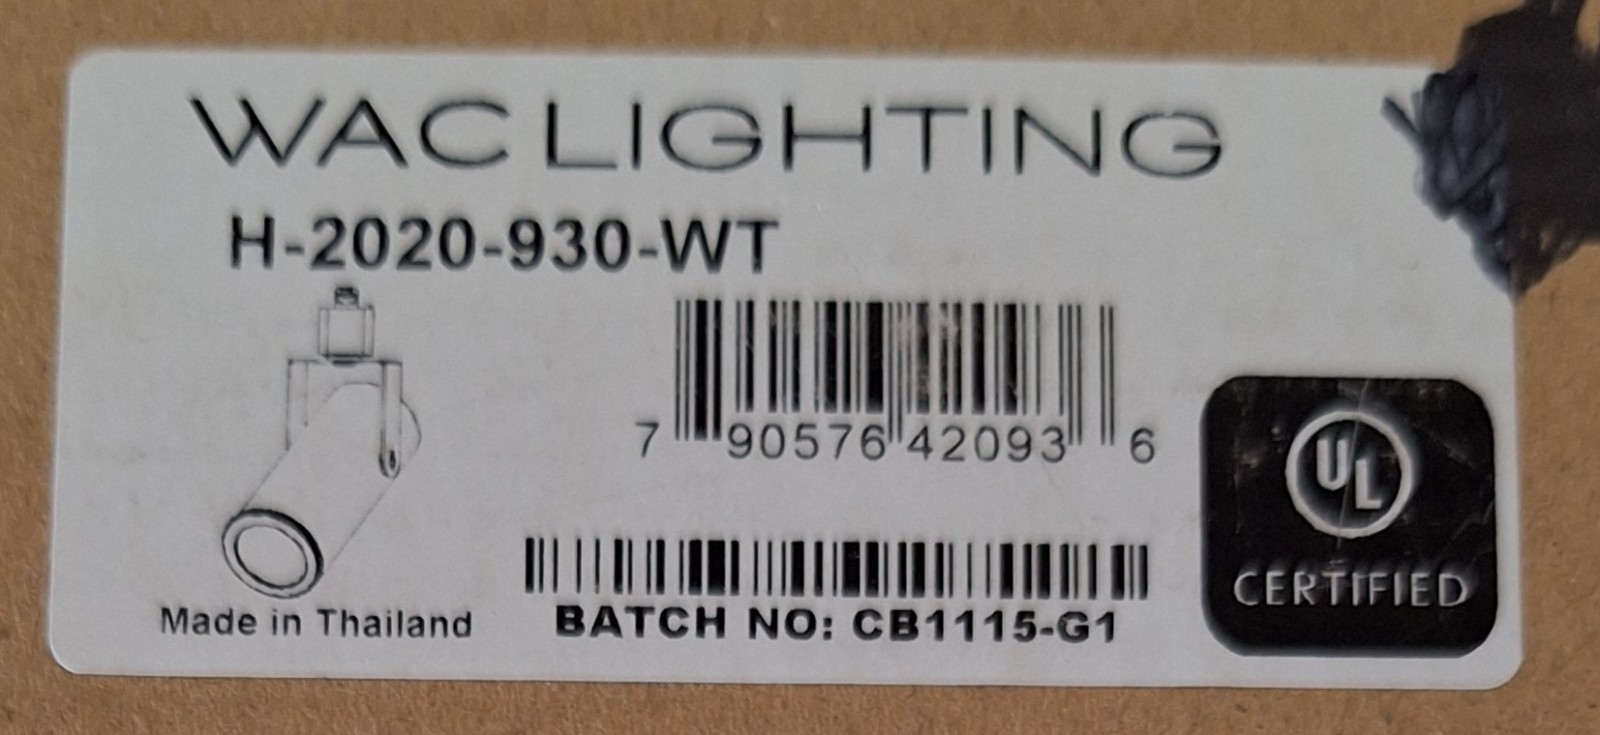 WAC LIGHTING
H-2020-930-WT
7 90576 42093 6
UL
CERTIFIED
Made in Thailand
BATCH NO: CB1115-G1